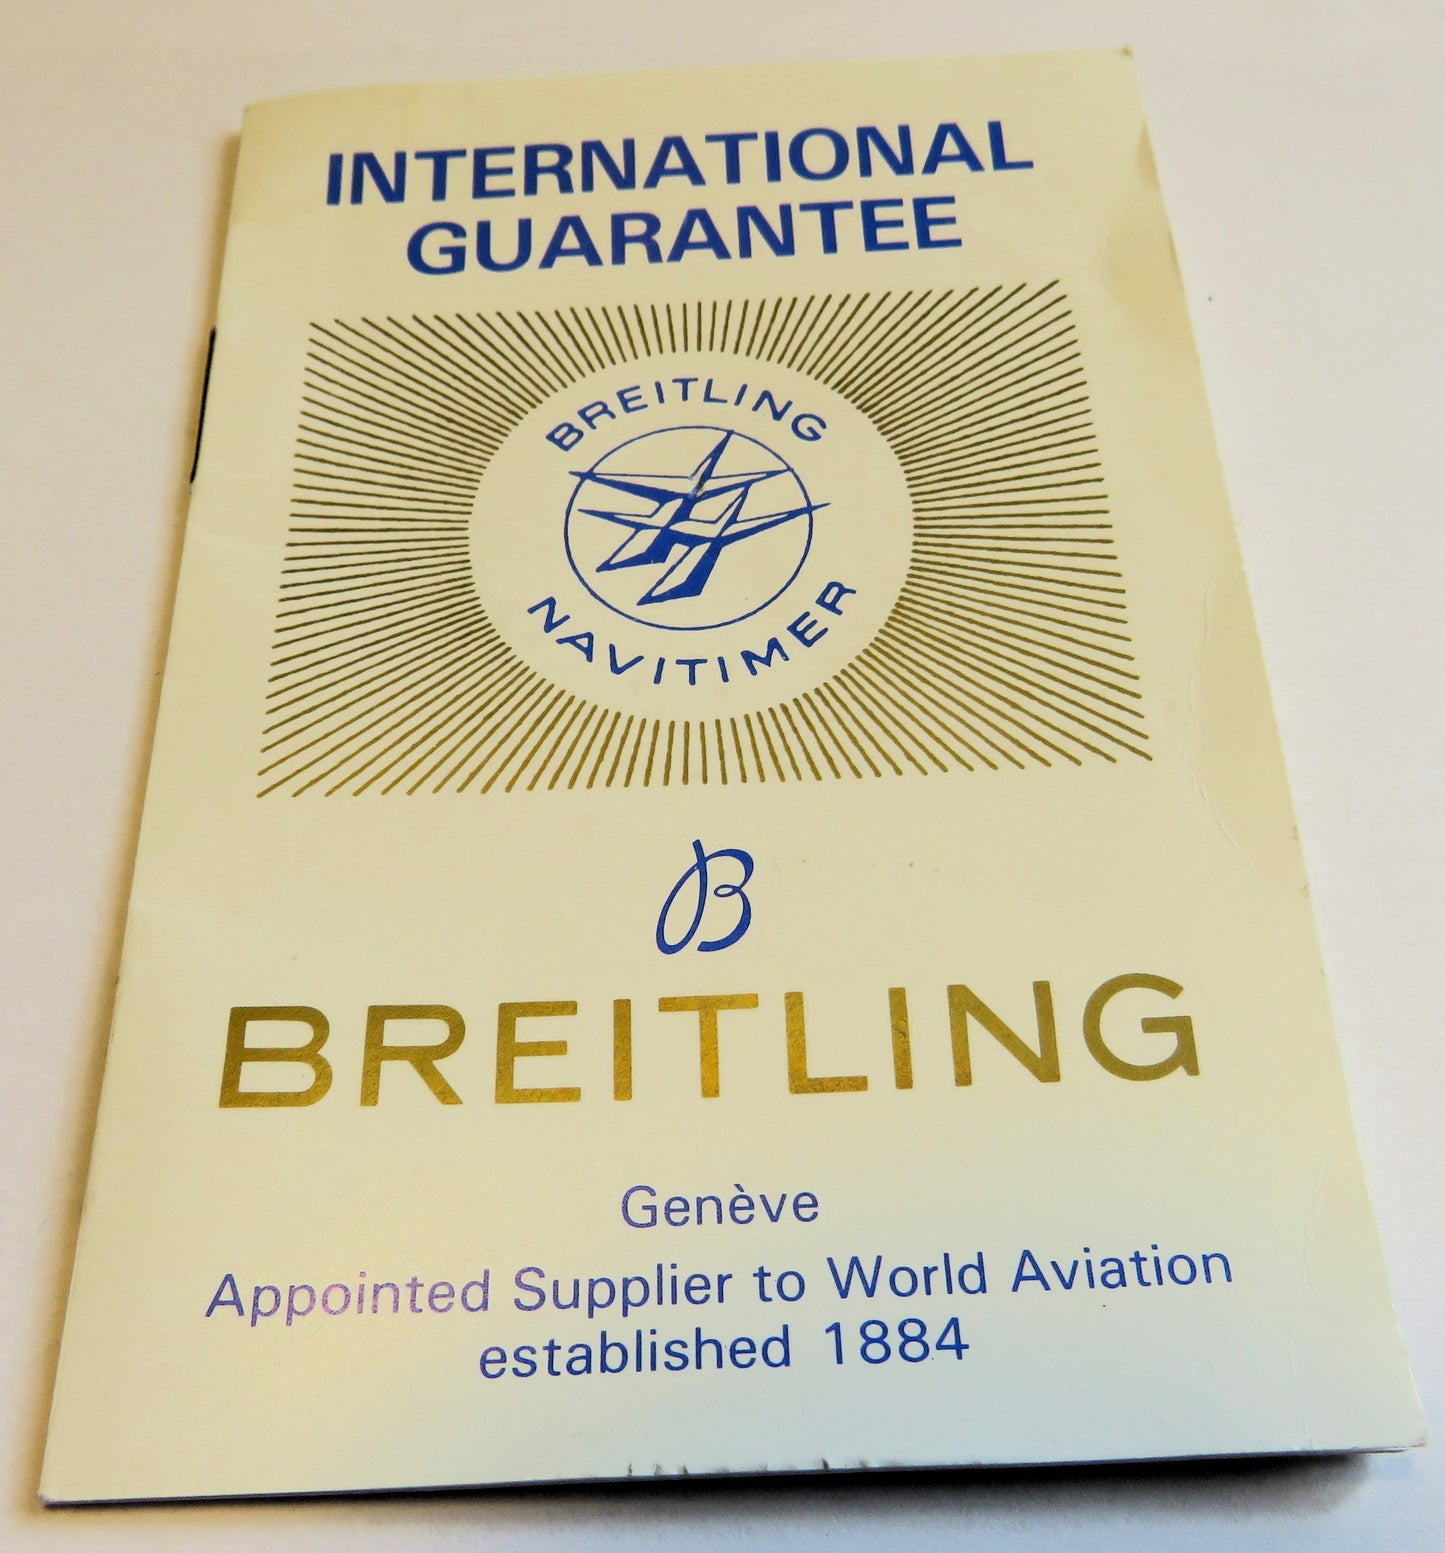 INTERNATIONAL
GUARANTEE
BREITLING
NAVITIMER
B
BREITLING
Genève
Appointed Supplier to World Aviation
established 1884